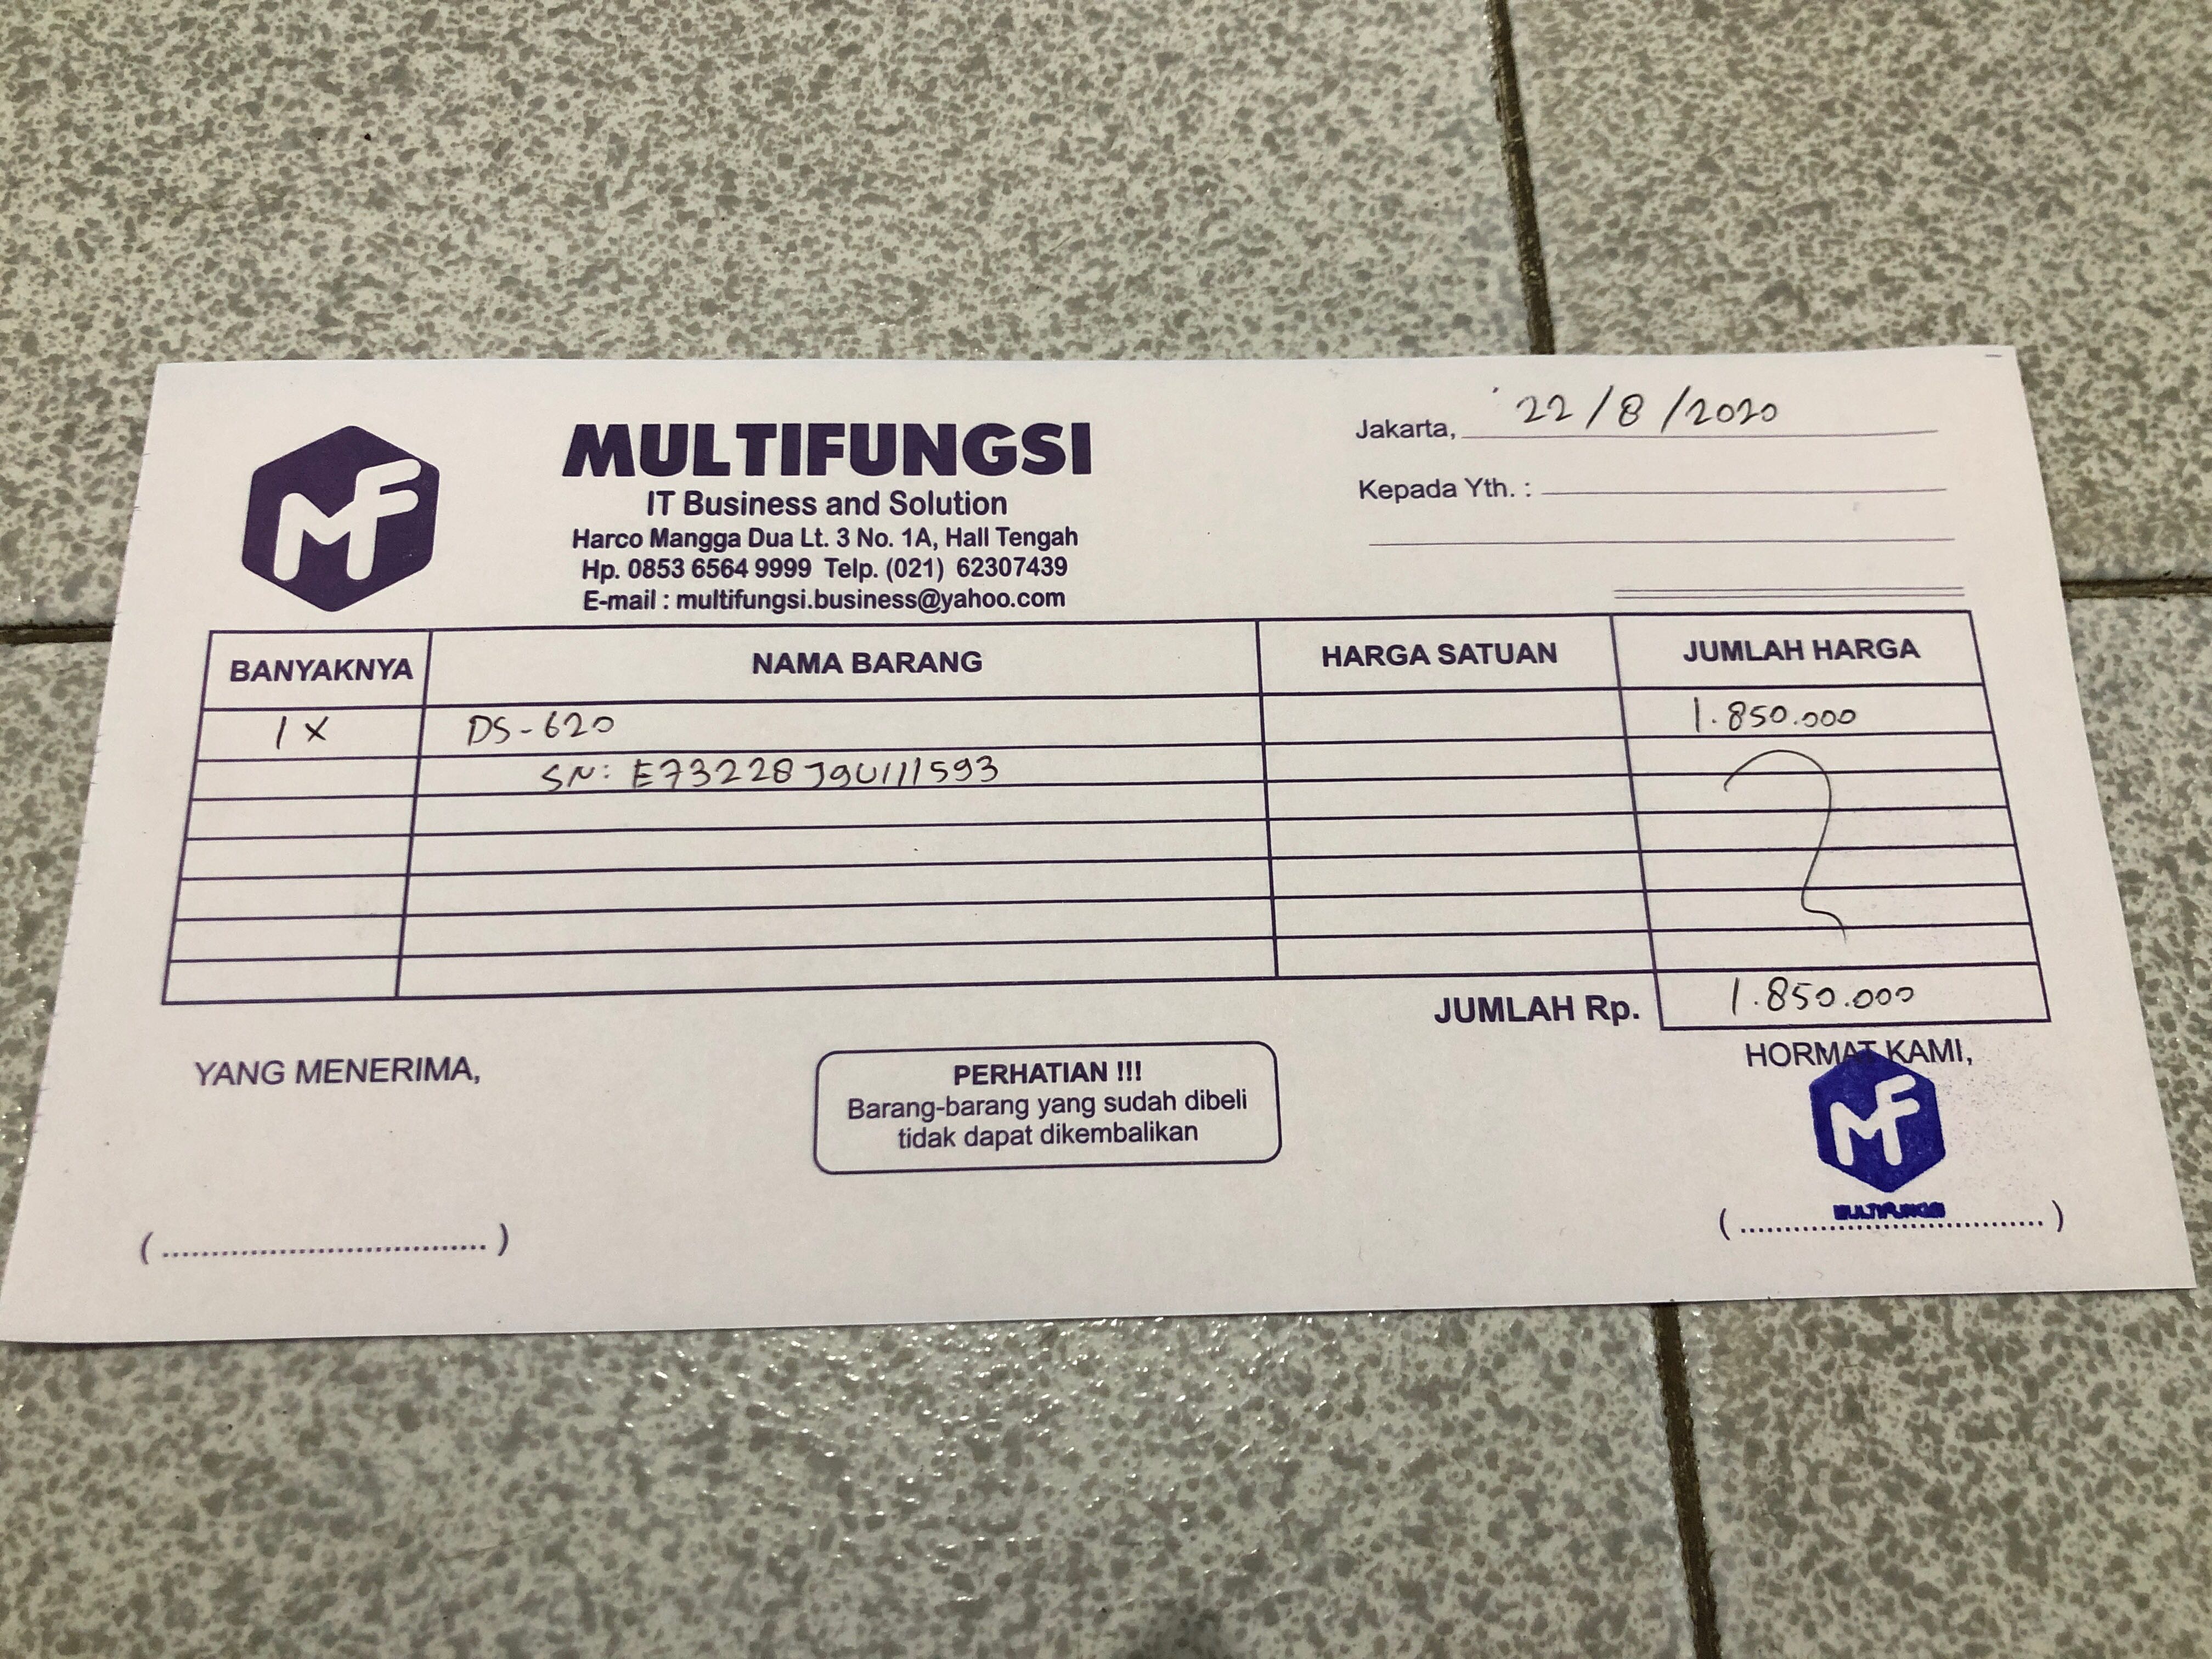 MF
MULTIFUNGSI
IT Business and Solution
Harco Mangga Dua Lt. 3 No. 1A, Hall Tengah
Hp. 0853 6564 9999 Telp. (021) 62307439
E-mail : multifungsi.business@yahoo.com
Jakarta, 22/8/2020
Kepada Yth. :
BANYAKNYA NAMA BARANG HARGA SATUAN JUMLAH HARGA
1 X DS-620 1.850.000
SN: E73228J9U111593
JUMLAH Rp. 1.850.000
YANG MENERIMA,
PERHATIAN !!!
Barang-barang yang sudah dibeli
tidak dapat dikembalikan
HORMAT KAMI,
MF
MULTIFUNGSI